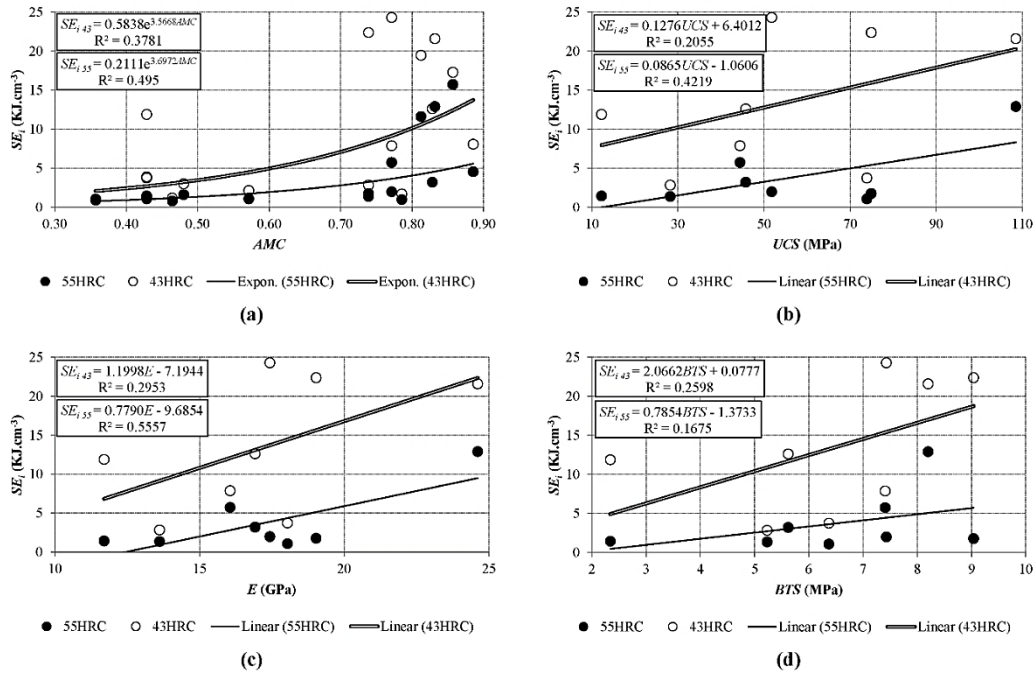 SEi 43 = 0.5838e^3.5668AMC
R² = 0.3781
SEi 55 = 0.2111e^3.6972AMC
R² = 0.495
SEi (KJ.cm-3)
25
20
15
10
5
0
0.30 0.40 0.50 0.60 0.70 0.80 0.90
AMC
55HRC 43HRC Expon. (55HRC) Expon. (43HRC)
(a)
SEi 43 = 0.1276UCS + 6.4012
R² = 0.2055
SEi 55 = 0.0865UCS - 1.0606
R² = 0.4219
SEi (KJ.cm-3)
25
20
15
10
5
0
10 30 50 70 90 110
UCS (MPa)
55HRC 43HRC Linear (55HRC) Linear (43HRC)
(b)
SEi 43 = 1.1998E - 7.1944
R² = 0.2953
SEi 55 = 0.7790E - 9.6854
R² = 0.5557
SEi (KJ.cm-3)
25
20
15
10
5
0
10 15 20 25
E (GPa)
55HRC 43HRC Linear (55HRC) Linear (43HRC)
(c)
SEi 43 = 2.0662BTS + 0.0777
R² = 0.2598
SEi 55 = 0.7854BTS - 1.3733
R² = 0.1675
SEi (KJ.cm-3)
25
20
15
10
5
0
2 3 4 5 6 7 8 9 10
BTS (MPa)
55HRC 43HRC Linear (55HRC) Linear (43HRC)
(d)